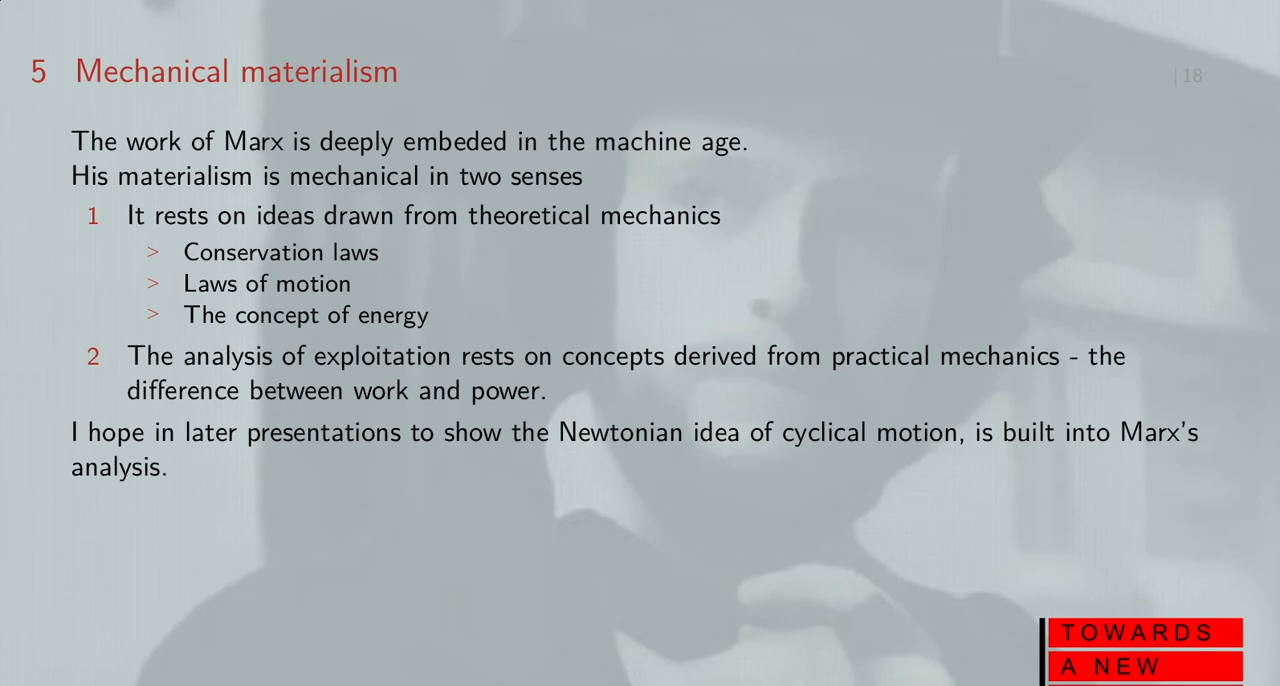 5 Mechanical materialism
| 18
The work of Marx is deeply embeded in the machine age.
His materialism is mechanical in two senses
1 It rests on ideas drawn from theoretical mechanics
> Conservation laws
> Laws of motion
> The concept of energy
2 The analysis of exploitation rests on concepts derived from practical mechanics - the
difference between work and power.
I hope in later presentations to show the Newtonian idea of cyclical motion, is built into Marx's
analysis.
TOWARDS
A NEW